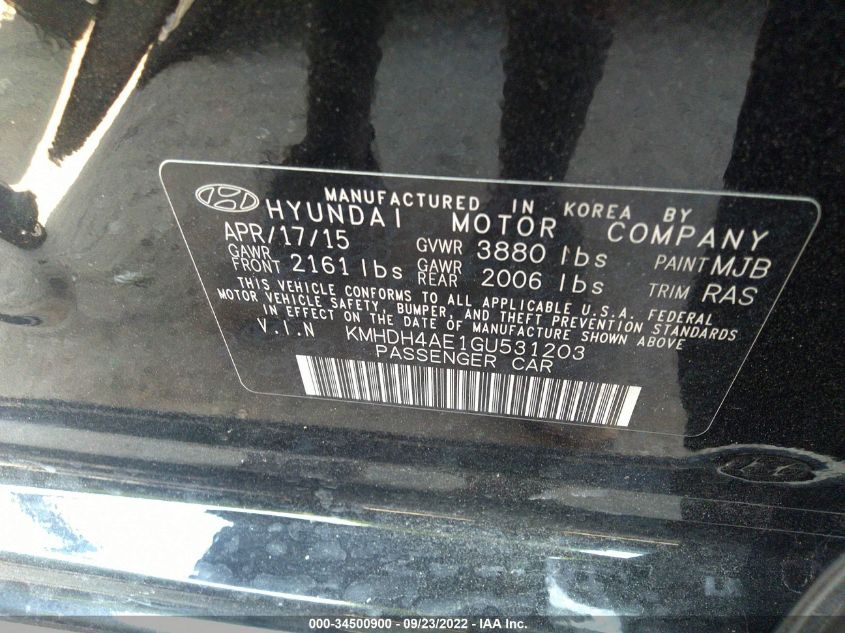 MANUFACTURED IN KOREA BY
HYUNDAI MOTOR COMPANY
APR/17/15 GVWR 3880 lbs PAINT MJB
GAWR FRONT 2161 lbs GAWR REAR 2006 lbs TRIM RAS
THIS VEHICLE CONFORMS TO ALL APPLICABLE U.S.A. FEDERAL
MOTOR VEHICLE SAFETY, BUMPER, AND THEFT PREVENTION STANDARDS
IN EFFECT ON THE DATE OF MANUFACTURE SHOWN ABOVE
V.I.N KMHDH4AE1GU531203
PASSENGER CAR
000-34500900 - 09/23/2022 - IAA Inc.